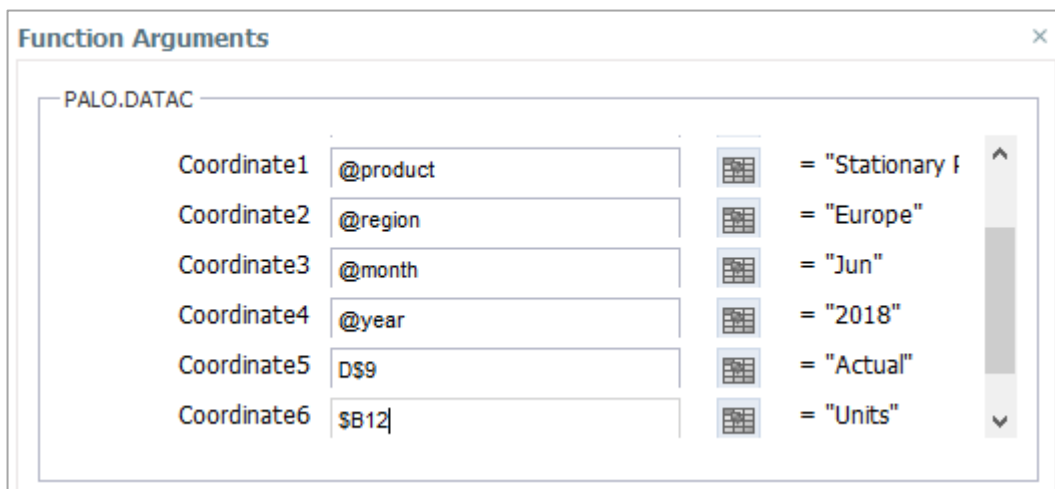 Function Arguments ×
PALO.DATAC
Coordinate1 @product = "Stationary
Coordinate2 @region = "Europe"
Coordinate3 @month = "Jun"
Coordinate4 @year = "2018"
Coordinate5 D$9 = "Actual"
Coordinate6 $B12 = "Units"